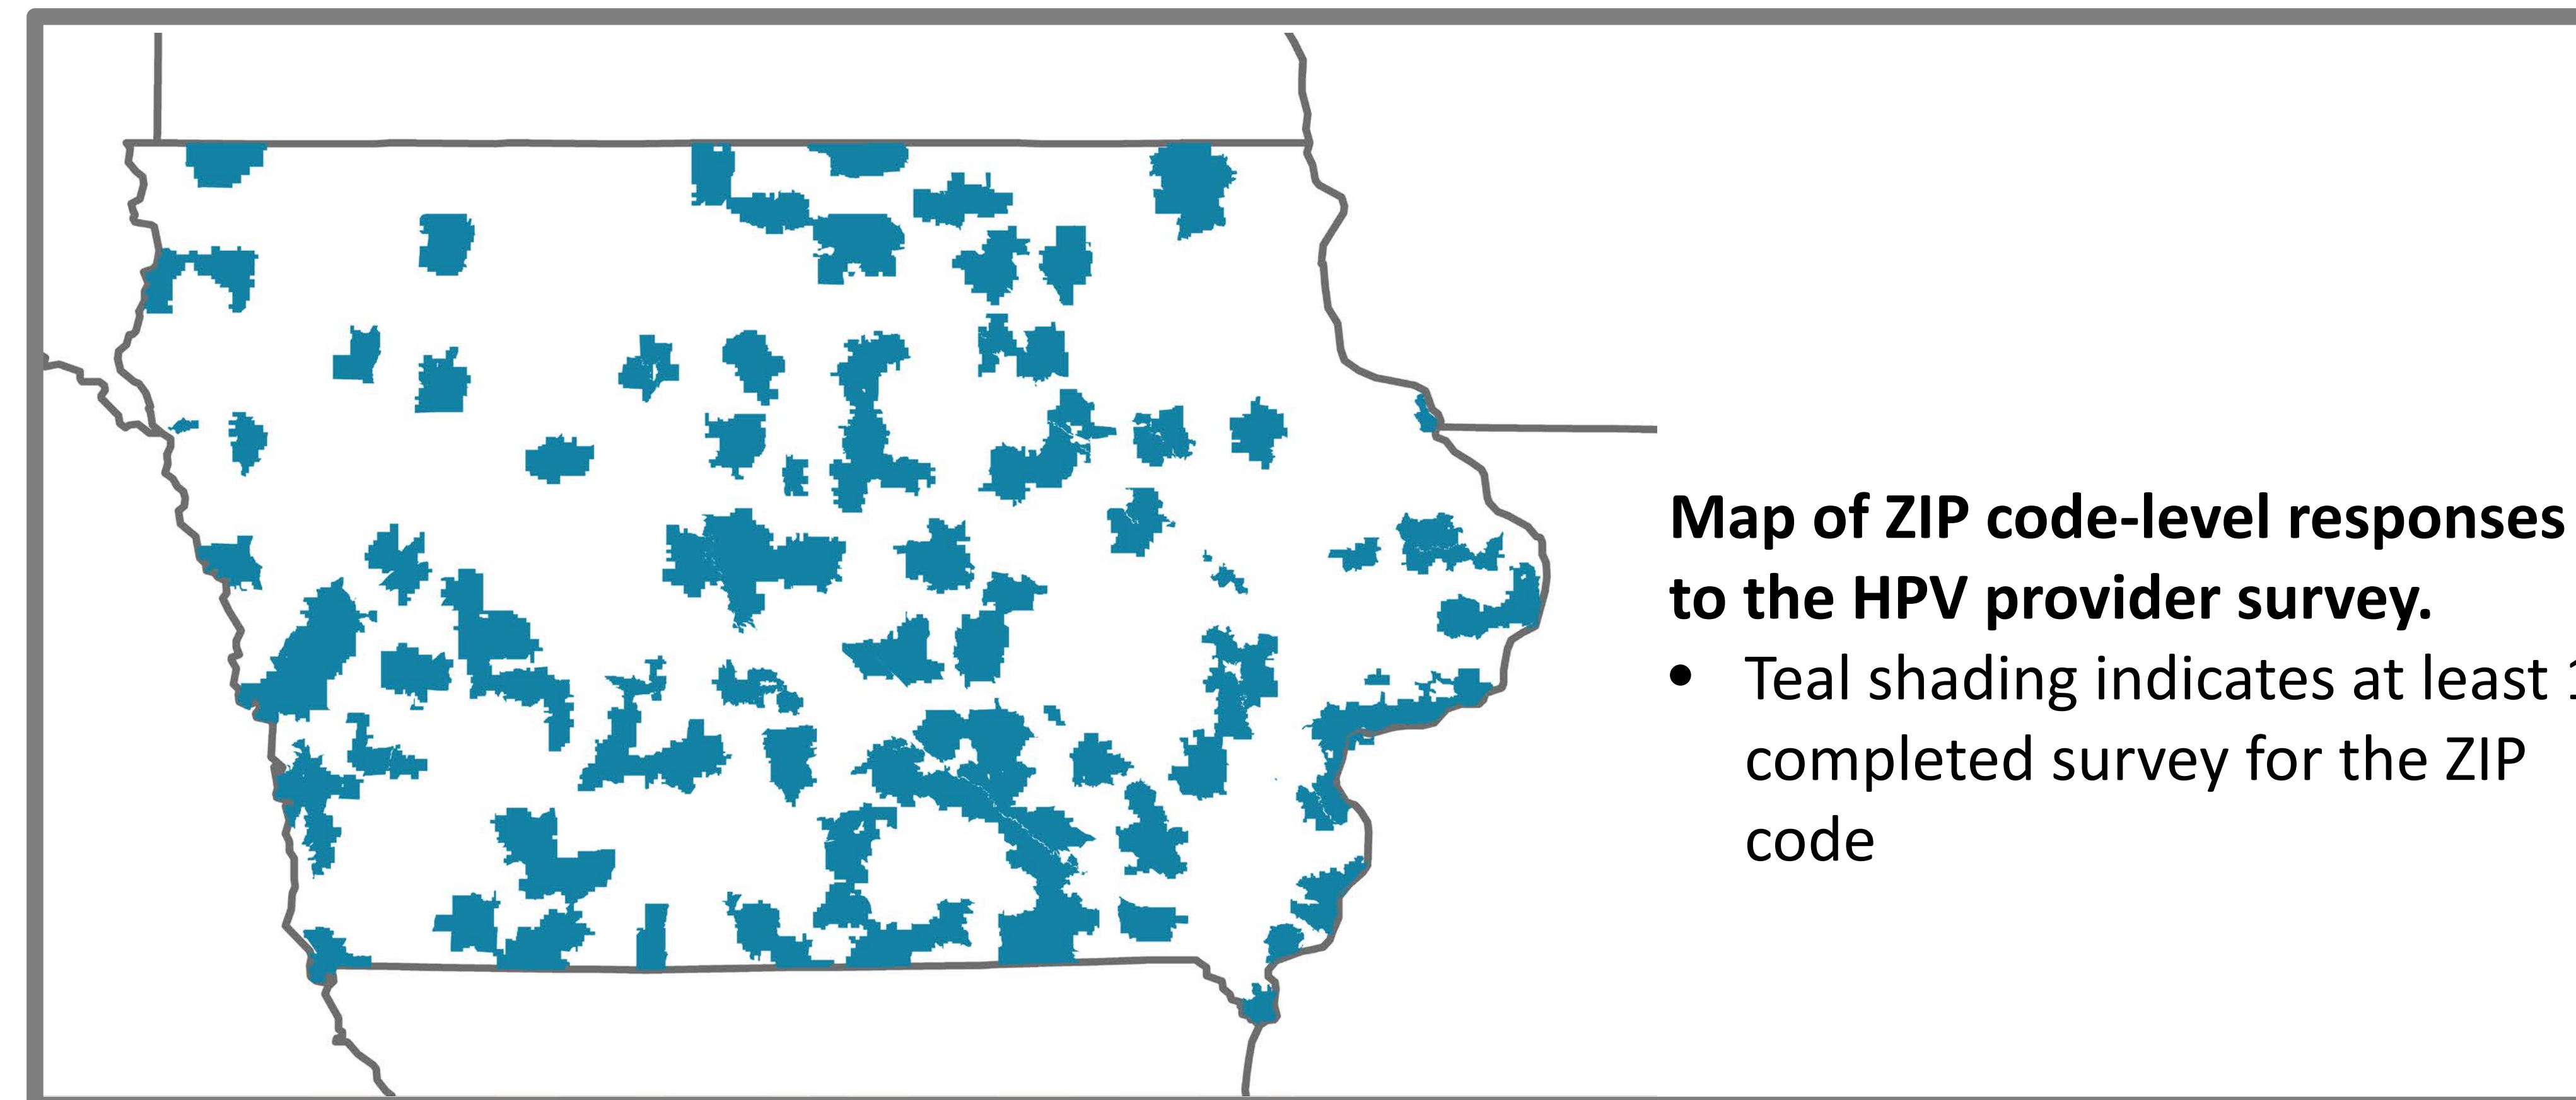 Map of ZIP code-level responses
to the HPV provider survey.
• Teal shading indicates at least 1
completed survey for the ZIP
code